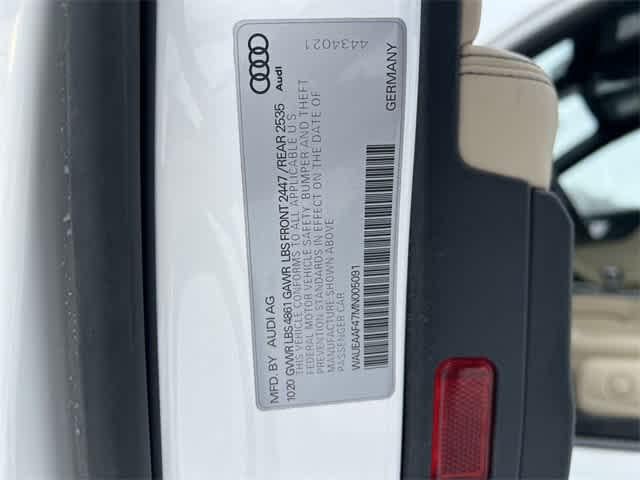 4434021
Audi
GERMANY
MFD. BY AUDI AG
10 20 GVWR LBS 4861 GAWR LBS FRONT 2447 / REAR 2535
THIS VEHICLE CONFORMS TO ALL APPLICABLE U.S.
FEDERAL MOTOR VEHICLE SAFETY, BUMPER AND THEFT
PREVENTION STANDARDS IN EFFECT ON THE DATE OF
MANUFACTURE SHOWN ABOVE
PASSENGER CAR
WAUEAAF47MN005091